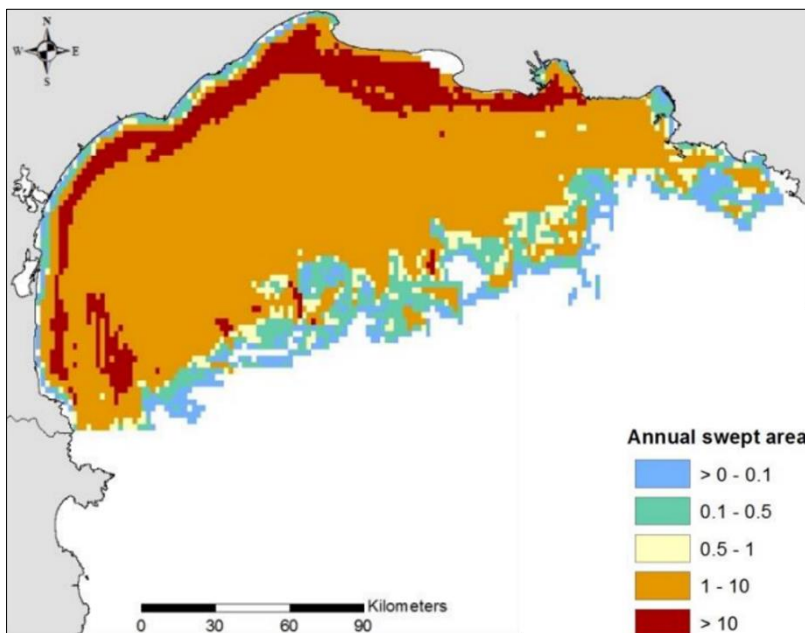 N
W E
S
Annual swept area
> 0 - 0.1
0.1 - 0.5
0.5 - 1
1 - 10
> 10
Kilometers
0 30 60 90